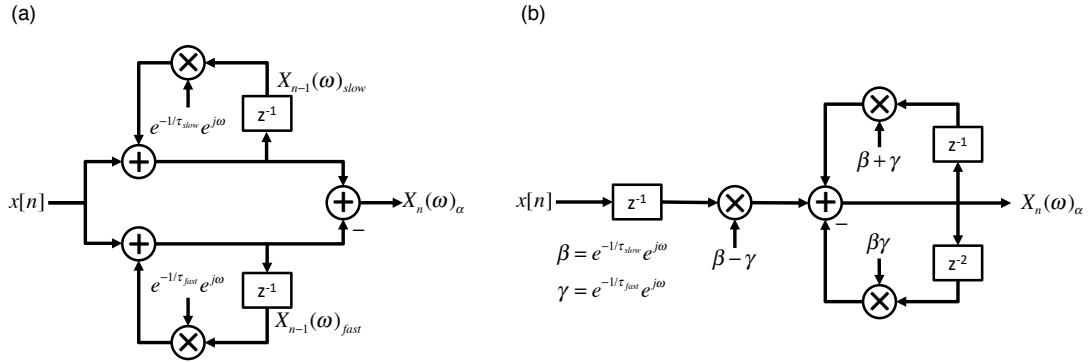 (a)
X_{n−1}(ω)_{slow}
z^{-1}
e^{−1/τ_{slow}} e^{jω}
x[n]
X_n(ω)_α
−
e^{−1/τ_{fast}} e^{jω}
z^{-1}
X_{n−1}(ω)_{fast}
(b)
β+γ
z^{-1}
x[n]
z^{-1}
X_n(ω)_α
β−γ
−
β = e^{−1/τ_{slow}} e^{jω}
γ = e^{−1/τ_{fast}} e^{jω}
βγ
z^{-2}